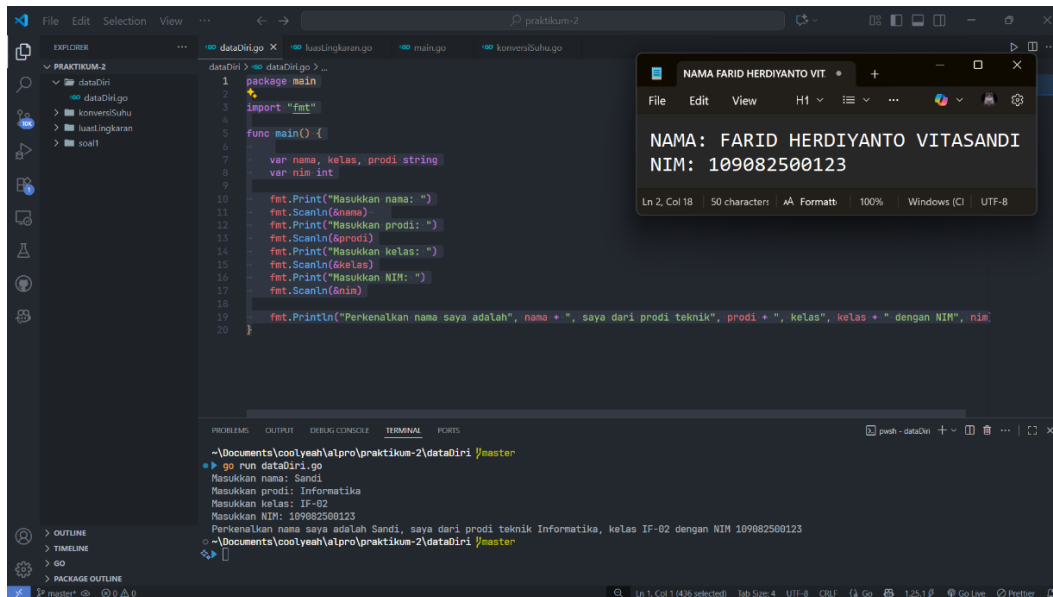 File Edit Selection View ... praktikum-2
EXPLORER ...
PRAKTIKUM-2
dataDiri
dataDiri.go
konversiSuhu
luasLingkaran
soal1
OUTLINE
TIMELINE
GO
PACKAGE OUTLINE
dataDiri.go luasLingkaran.go main.go konversiSuhu.go
dataDiri > dataDiri.go > ...
1 package main
2
3 import "fmt"
4
5 func main() {
6
7 var nama, kelas, prodi string
8 var nim int
9
10 fmt.Print("Masukkan nama: ")
11 fmt.Scanln(&nama)
12 fmt.Print("Masukkan prodi: ")
13 fmt.Scanln(&prodi)
14 fmt.Print("Masukkan kelas: ")
15 fmt.Scanln(&kelas)
16 fmt.Print("Masukkan NIM: ")
17 fmt.Scanln(&nim)
18
19 fmt.Println("Perkenalkan nama saya adalah", nama + ", saya dari prodi teknik", prodi + ", kelas", kelas + " dengan NIM", nim
20 }
NAMA FARID HERDIYANTO VIT
File Edit View H1 ...
NAMA: FARID HERDIYANTO VITASANDI
NIM: 109082500123
Ln 2, Col 18 50 characters Formatt 100% Windows (Cl UTF-8
PROBLEMS OUTPUT DEBUG CONSOLE TERMINAL PORTS
pwsh - dataDiri
~\Documents\coolyeah\alpro\praktikum-2\dataDiri master
go run dataDiri.go
Masukkan nama: Sandi
Masukkan prodi: Informatika
Masukkan kelas: IF-02
Masukkan NIM: 109082500123
Perkenalkan nama saya adalah Sandi, saya dari prodi teknik Informatika, kelas IF-02 dengan NIM 109082500123
~\Documents\coolyeah\alpro\praktikum-2\dataDiri master
master* 0 0 Ln 1, Col 1 (436 selected) Tab Size: 4 UTF-8 CRLF Go 1.25.1 Go Live Prettier